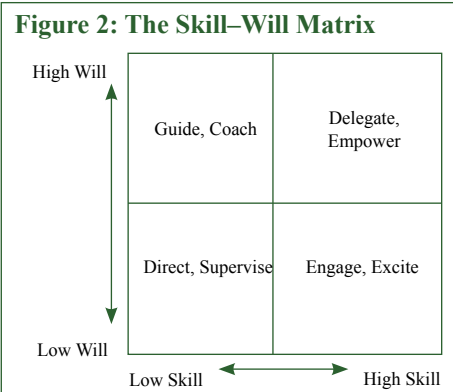 Figure 2: The Skill–Will Matrix
High Will
Guide, Coach
Delegate,
Empower
Direct, Supervise
Engage, Excite
Low Will
Low Skill
High Skill